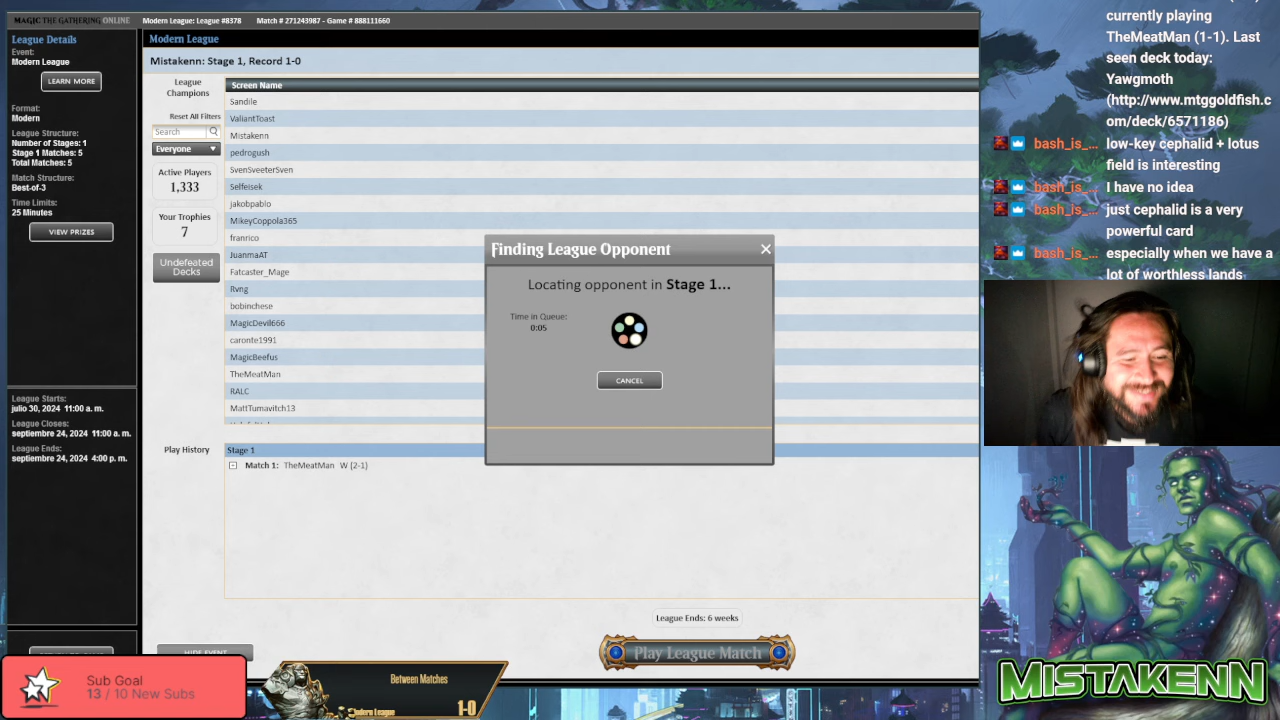 MAGIC THE GATHERING ONLINE
Modern League: League #8378
Match # 271243987 - Game # 888111660
League Details
Event:
Modern League
LEARN MORE
Format:
Modern
League Structure:
Number of Stages: 1
Stage 1 Matches: 5
Total Matches: 5
Match Structure:
Best-of-3
Time Limits:
25 Minutes
VIEW PRIZES
League Starts:
julio 30, 2024 11:00 a. m.
League Closes:
septiembre 24, 2024 11:00 a. m.
League Ends:
septiembre 24, 2024 4:00 p. m.
Modern League
Mistakenn: Stage 1, Record 1-0
League
Champions
Reset All Filters
Search
Everyone
Active Players
1,333
Your Trophies
7
Undefeated
Decks
Screen Name
Sandile
ValiantToast
Mistakenn
pedrogush
SvenSveeterSven
Selfeisek
jakobpablo
MikeyCoppola365
franrico
JuanmaAT
Fatcaster_Mage
Rvng
bobinchese
MagicDevil666
caronte1991
MagicBeefus
TheMeatMan
RALC
MattTumavitch13
Play History
Stage 1
Match 1: TheMeatMan W (2-1)
Finding League Opponent
Locating opponent in Stage 1...
Time in Queue:
0:05
CANCEL
League Ends: 6 weeks
HIDE EVENT
Play League Match
Sub Goal
13 / 10 New Subs
Between Matches
Modern League
1-0
currently playing
TheMeatMan (1-1). Last
seen deck today:
Yawgmoth
(http://www.mtggoldfish.c
om/deck/6571186)
bash_is_... low-key cephalid + lotus
field is interesting
bash_is_... I have no idea
bash_is_... just cephalid is a very
powerful card
bash_is_... especially when we have a
lot of worthless lands
MISTAKENN